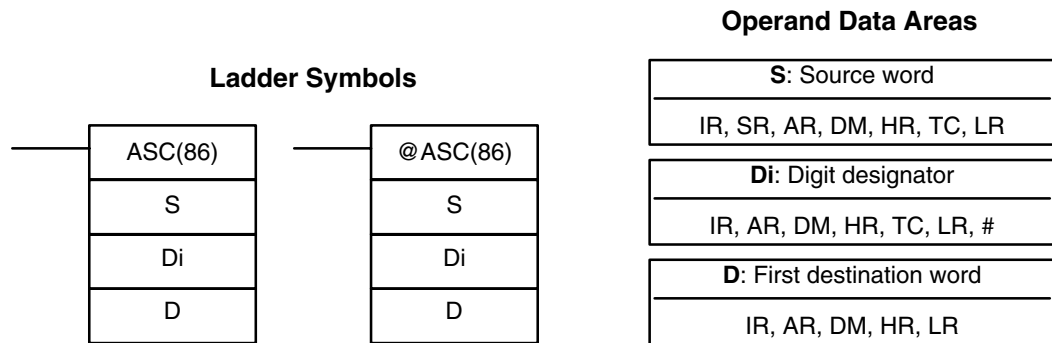 Ladder Symbols
ASC(86)
S
Di
D
@ASC(86)
S
Di
D
Operand Data Areas
S: Source word
IR, SR, AR, DM, HR, TC, LR
Di: Digit designator
IR, AR, DM, HR, TC, LR, #
D: First destination word
IR, AR, DM, HR, LR